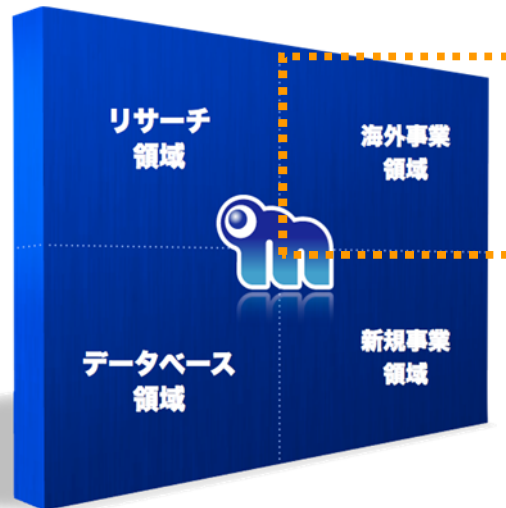 リサーチ
領域
海外事業
領域
データベース
領域
新規事業
領域